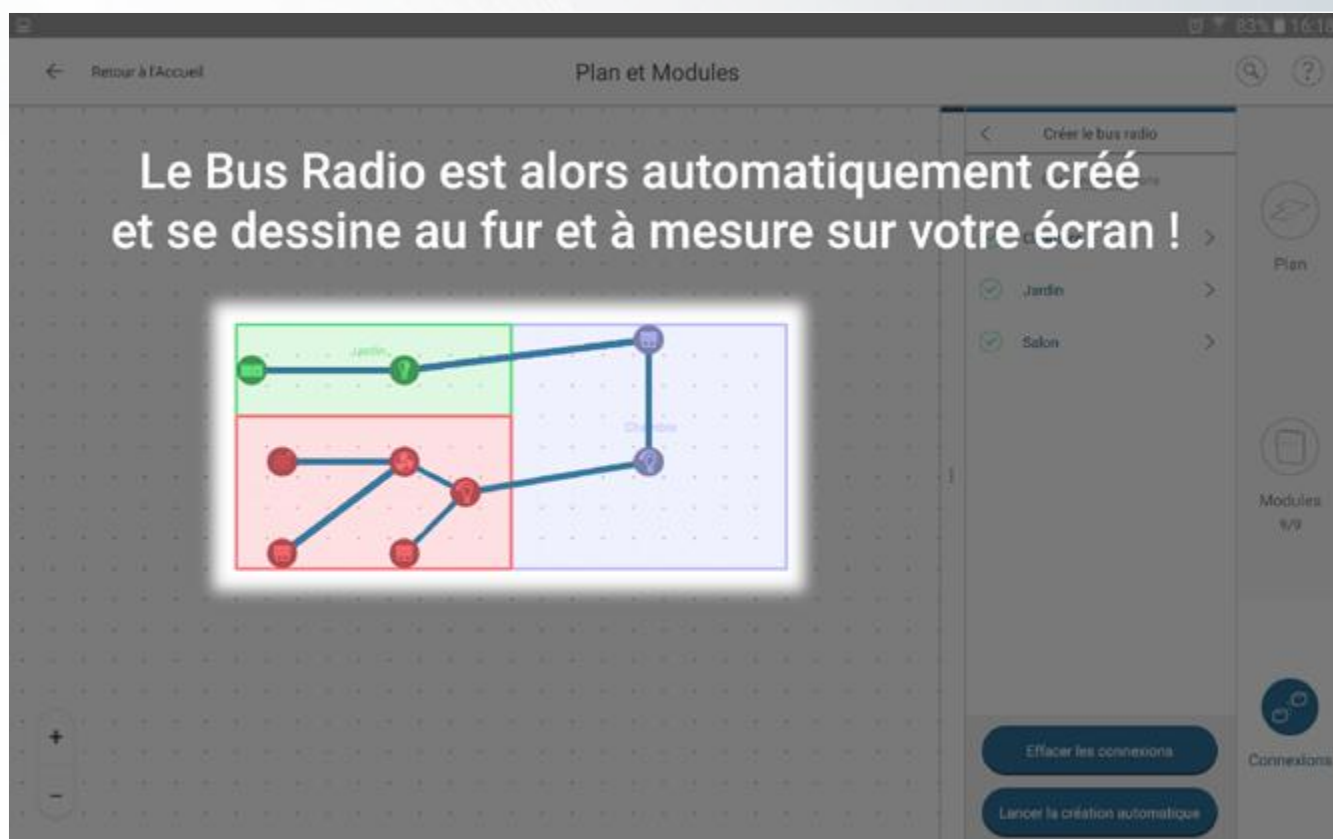 83% 16:18
Retour à l'Accueil
Plan et Modules
Créer le bus radio
Le Bus Radio est alors automatiquement créé
et se dessine au fur et à mesure sur votre écran !
Jardin
Salon
Plan
Jardin
Chambre
Modules
9/9
Effacer les connexions
Lancer la création automatique
Connexions